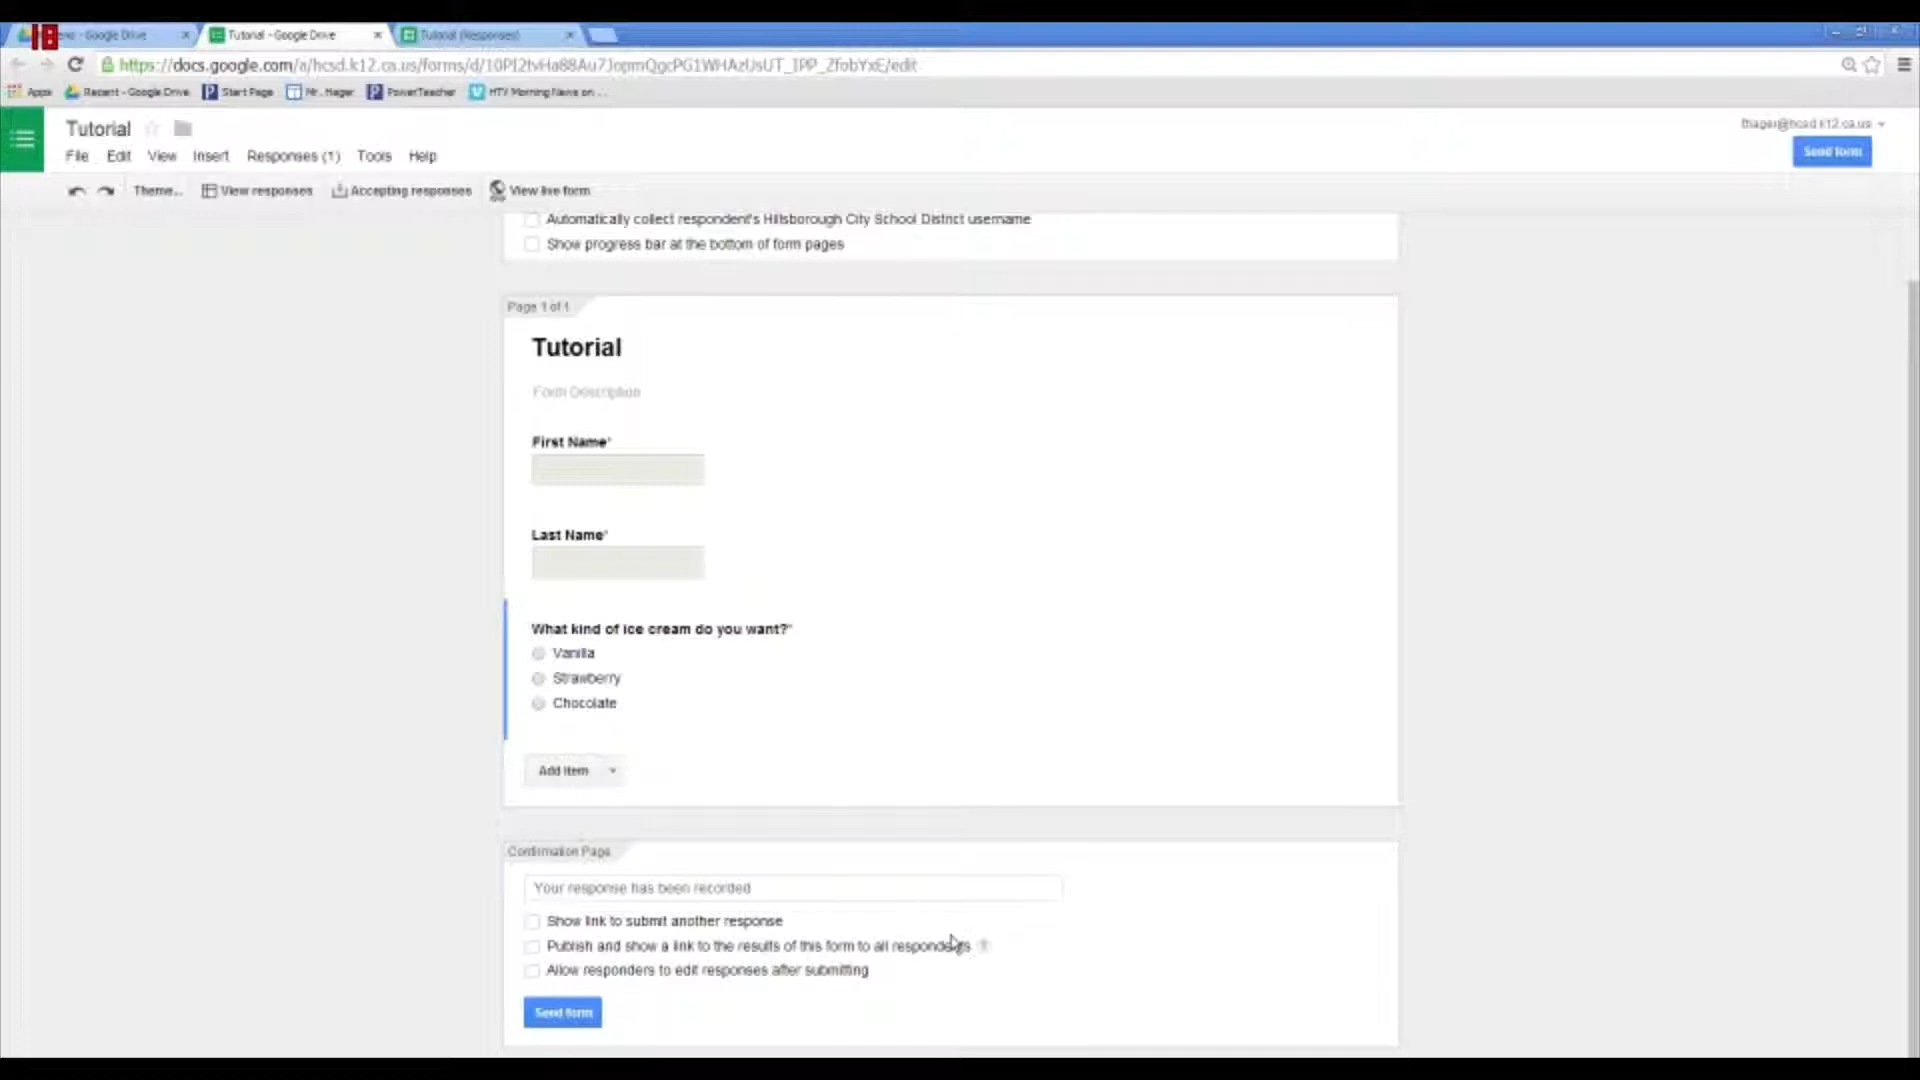 - Google Drive
Tutorial - Google Drive
Tutorial (Responses)
https://docs.google.com/a/hcsd.k12.ca.us/forms/d/
/edit
Apps
Recent - Google Drive
Start Page
Mr. Hager
PowerTeacher
HTV Morning News on ...
Tutorial
thager@hcsd.k12.ca.us
File
Edit
View
Insert
Responses (1)
Tools
Help
Send form
Theme...
View responses
Accepting responses
View live form
Automatically collect respondent's Hillsborough City School District username
Show progress bar at the bottom of form pages
Page 1 of 1
Tutorial
Form Description
First Name*
Last Name*
What kind of ice cream do you want?*
Vanilla
Strawberry
Chocolate
Add item
Confirmation Page
Your response has been recorded
Show link to submit another response
Publish and show a link to the results of this form to all respondents ?
Allow responders to edit responses after submitting
Send form